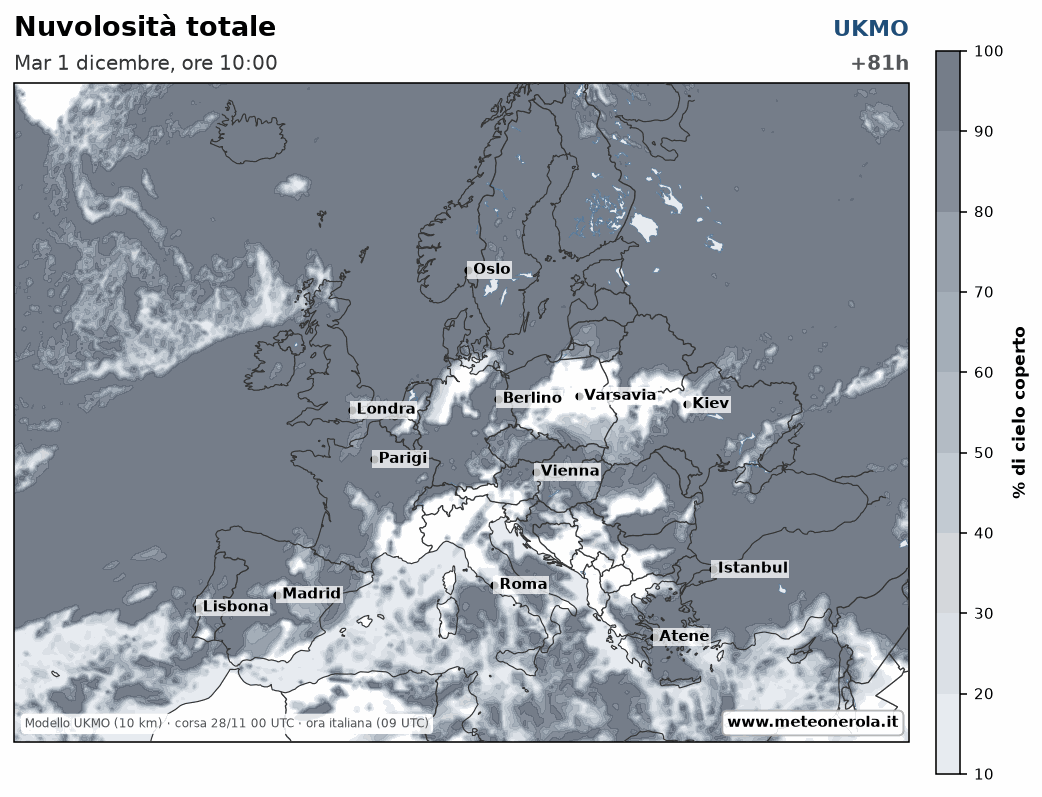 Nuvolosità totale
UKMO
Mar 1 dicembre, ore 10:00
+81h
100
90
80
70
60
50
40
30
20
10
% di cielo coperto
Oslo
Londra
Berlino
Varsavia
Kiev
Parigi
Vienna
Istanbul
Roma
Madrid
Lisbona
Atene
Modello UKMO (10 km) · corsa 28/11 00 UTC · ora italiana (09 UTC)
www.meteonerola.it